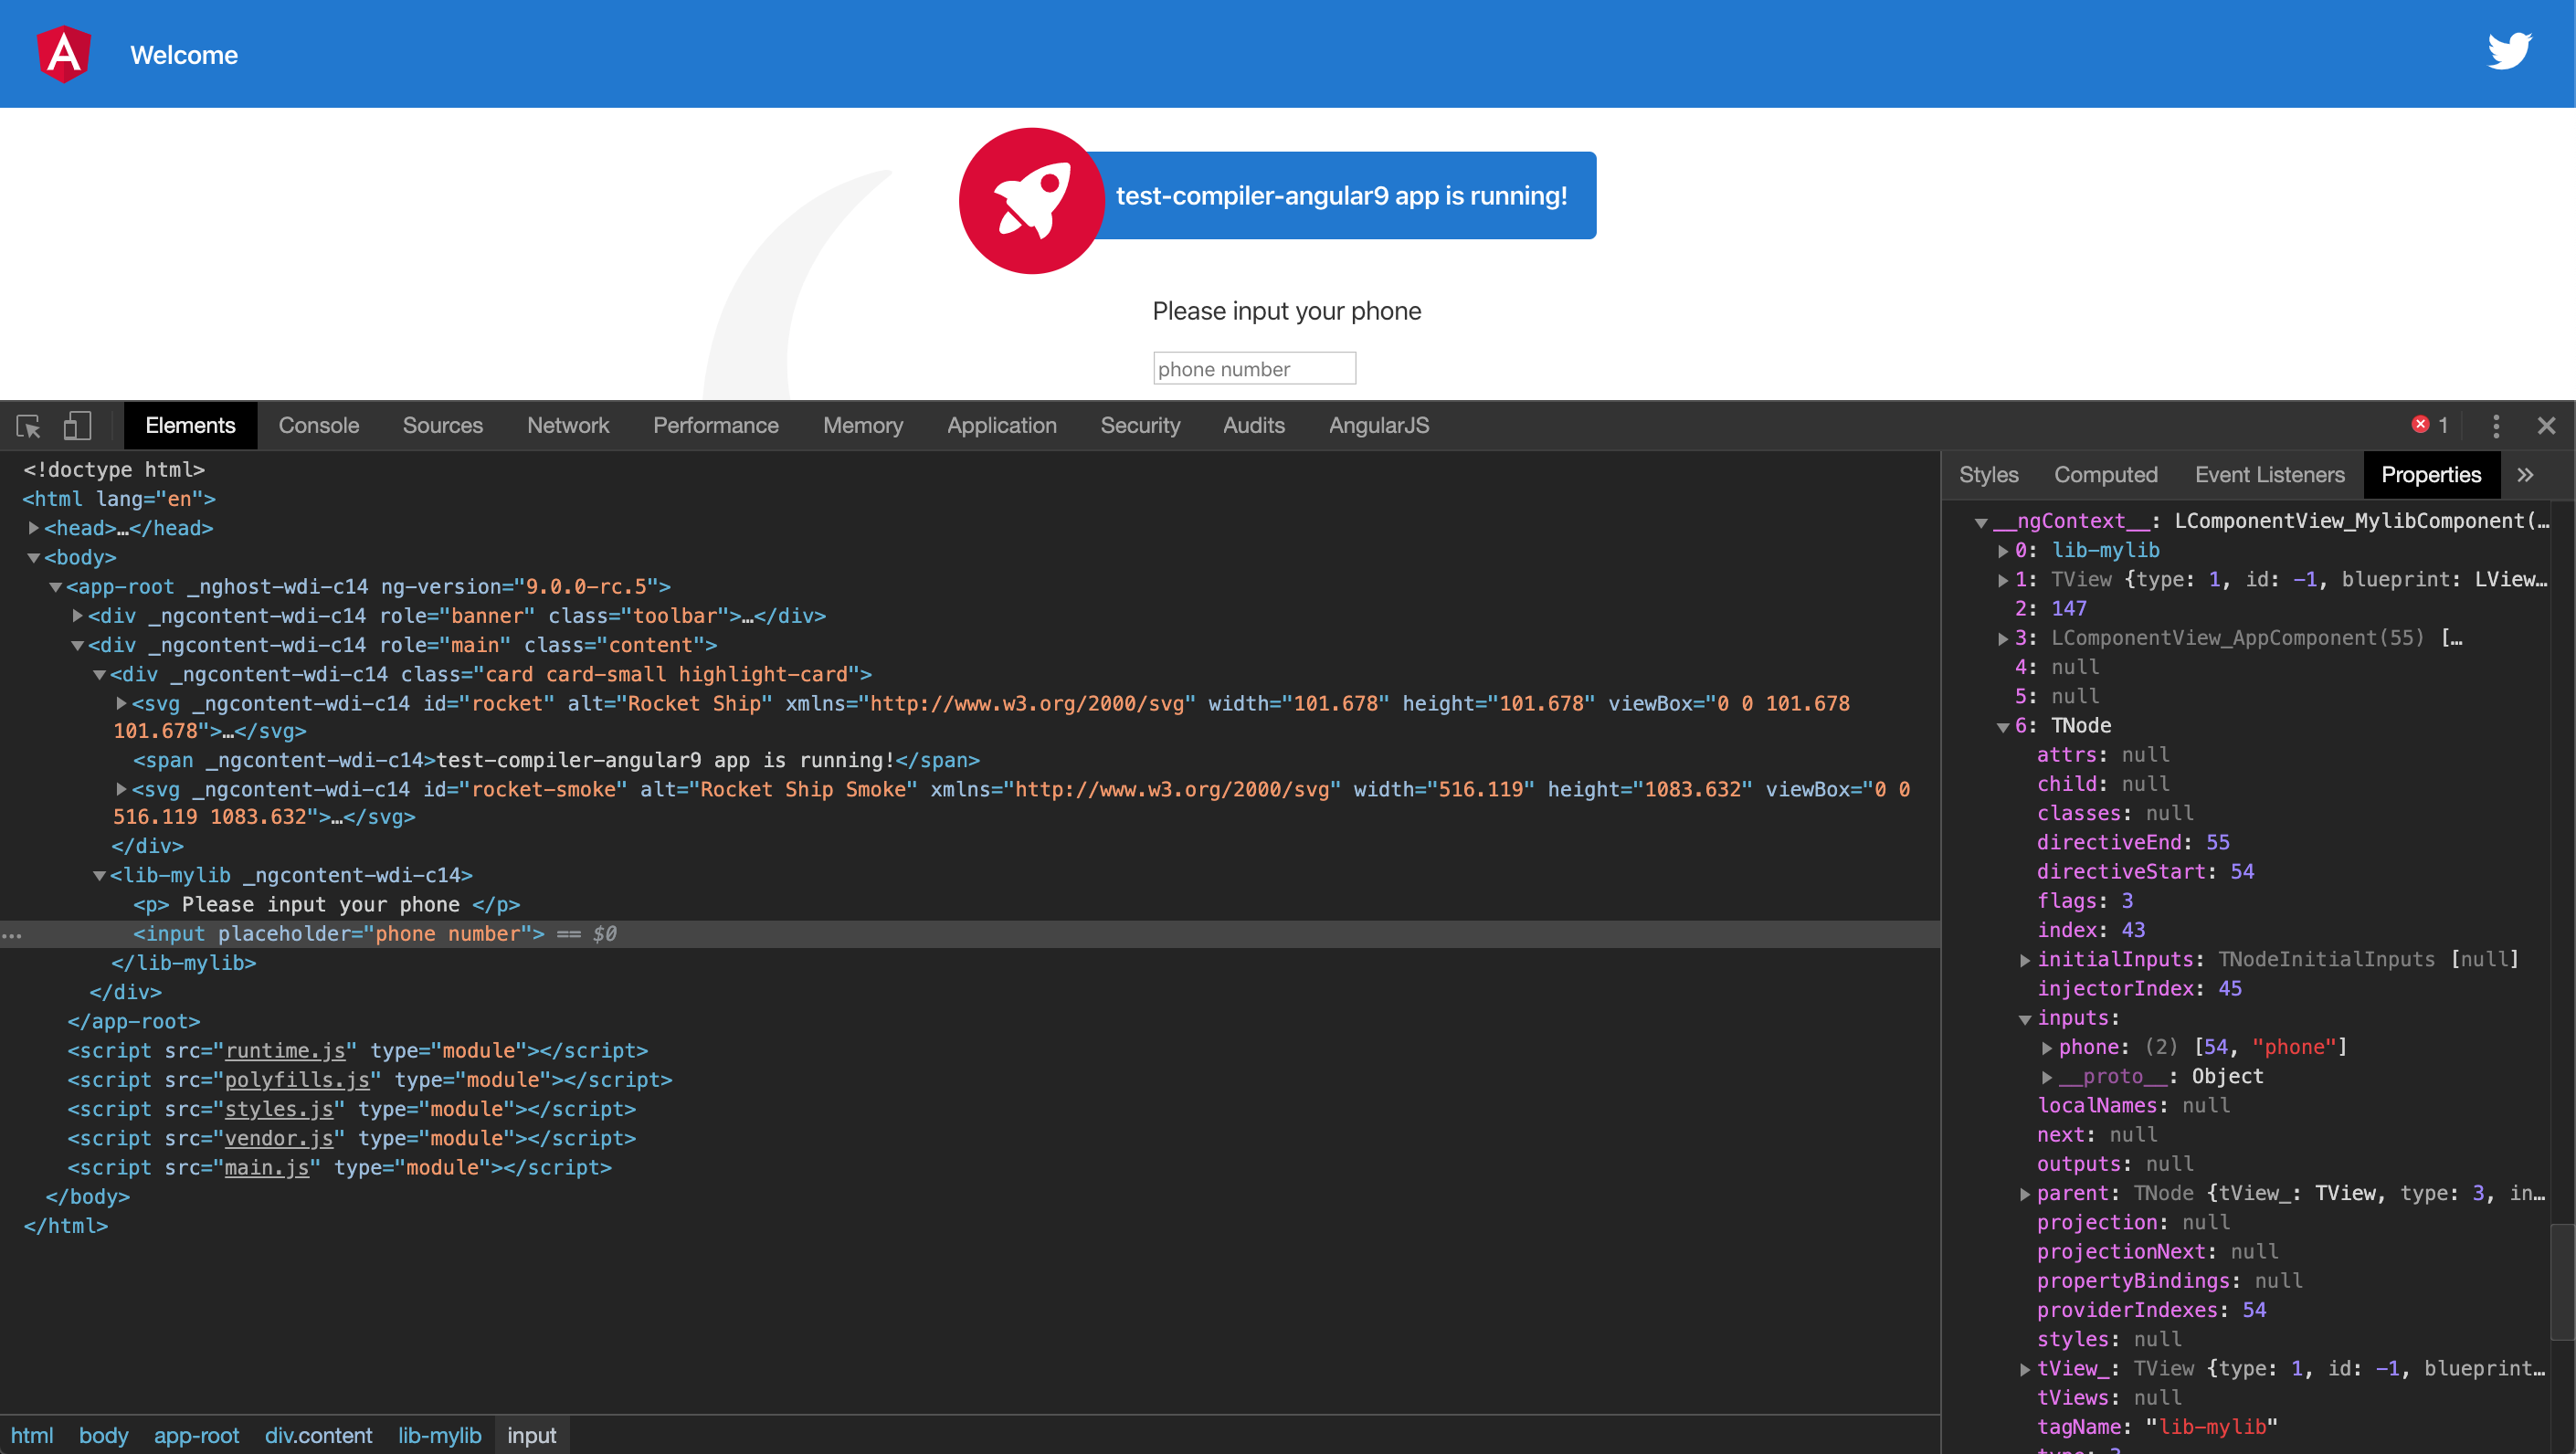 Welcome
test-compiler-angular9 app is running!
Please input your phone
phone number
Elements Console Sources Network Performance Memory Application Security Audits AngularJS 1
<!doctype html>
<html lang="en">
<head>…</head>
<body>
<app-root _nghost-wdi-c14 ng-version="9.0.0-rc.5">
<div _ngcontent-wdi-c14 role="banner" class="toolbar">…</div>
<div _ngcontent-wdi-c14 role="main" class="content">
<div _ngcontent-wdi-c14 class="card card-small highlight-card">
<svg _ngcontent-wdi-c14 id="rocket" alt="Rocket Ship" xmlns="http://www.w3.org/2000/svg" width="101.678" height="101.678" viewBox="0 0 101.678
101.678">…</svg>
<span _ngcontent-wdi-c14>test-compiler-angular9 app is running!</span>
<svg _ngcontent-wdi-c14 id="rocket-smoke" alt="Rocket Ship Smoke" xmlns="http://www.w3.org/2000/svg" width="516.119" height="1083.632" viewBox="0 0
516.119 1083.632">…</svg>
</div>
<lib-mylib _ngcontent-wdi-c14>
<p> Please input your phone </p>
<input placeholder="phone number"> == $0
</lib-mylib>
</div>
</app-root>
<script src="runtime.js" type="module"></script>
<script src="polyfills.js" type="module"></script>
<script src="styles.js" type="module"></script>
<script src="vendor.js" type="module"></script>
<script src="main.js" type="module"></script>
</body>
</html>
html body app-root div.content lib-mylib input
Styles Computed Event Listeners Properties »
__ngContext__: LComponentView_MylibComponent(…
0: lib-mylib
1: TView {type: 1, id: -1, blueprint: LView…
2: 147
3: LComponentView_AppComponent(55) […
4: null
5: null
6: TNode
attrs: null
child: null
classes: null
directiveEnd: 55
directiveStart: 54
flags: 3
index: 43
initialInputs: TNodeInitialInputs [null]
injectorIndex: 45
inputs:
phone: (2) [54, "phone"]
__proto__: Object
localNames: null
next: null
outputs: null
parent: TNode {tView_: TView, type: 3, in…
projection: null
projectionNext: null
propertyBindings: null
providerIndexes: 54
styles: null
tView_: TView {type: 1, id: -1, blueprint…
tViews: null
tagName: "lib-mylib"